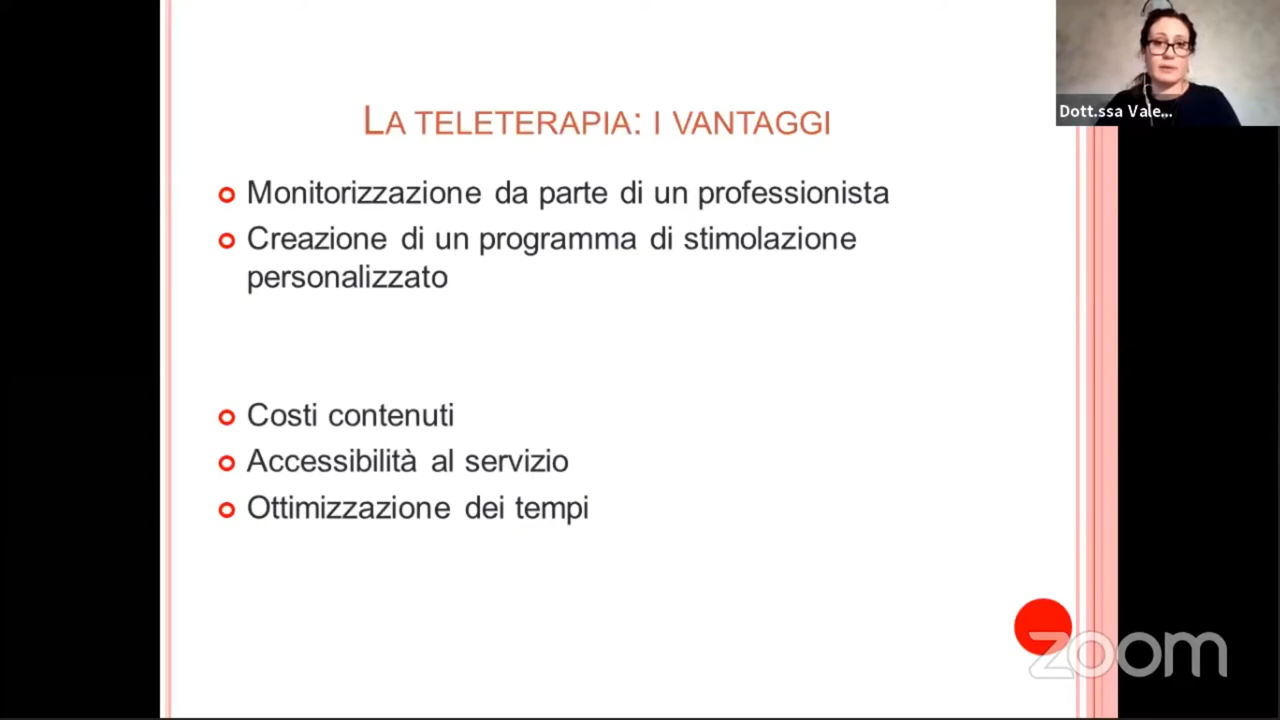 Dott.ssa Vale...
LA TELETERAPIA: I VANTAGGI
Monitorizzazione da parte di un professionista
Creazione di un programma di stimolazione
personalizzato
Costi contenuti
Accessibilità al servizio
Ottimizzazione dei tempi
zoom